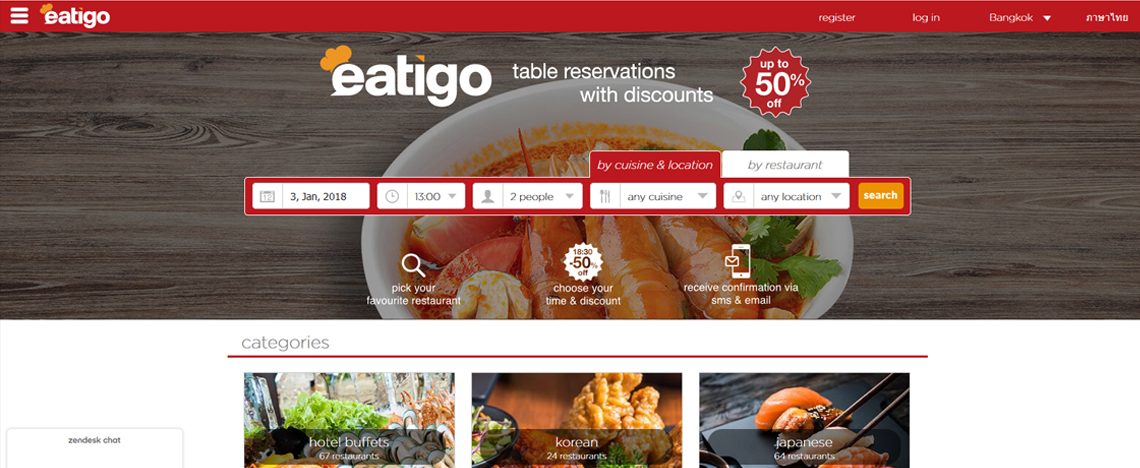 eatigo
register
log in
Bangkok
ภาษาไทย
eatigo
table reservations
with discounts
up to
50%
off
by cuisine & location
by restaurant
12
3, Jan, 2018
13:00
2 people
any cuisine
any location
search
pick your
favourite restaurant
18:30
-50%
off
choose your
time & discount
receive confirmation via
sms & email
categories
hotel buffets
67 restaurants
korean
24 restaurants
japanese
64 restaurants
zendesk chat